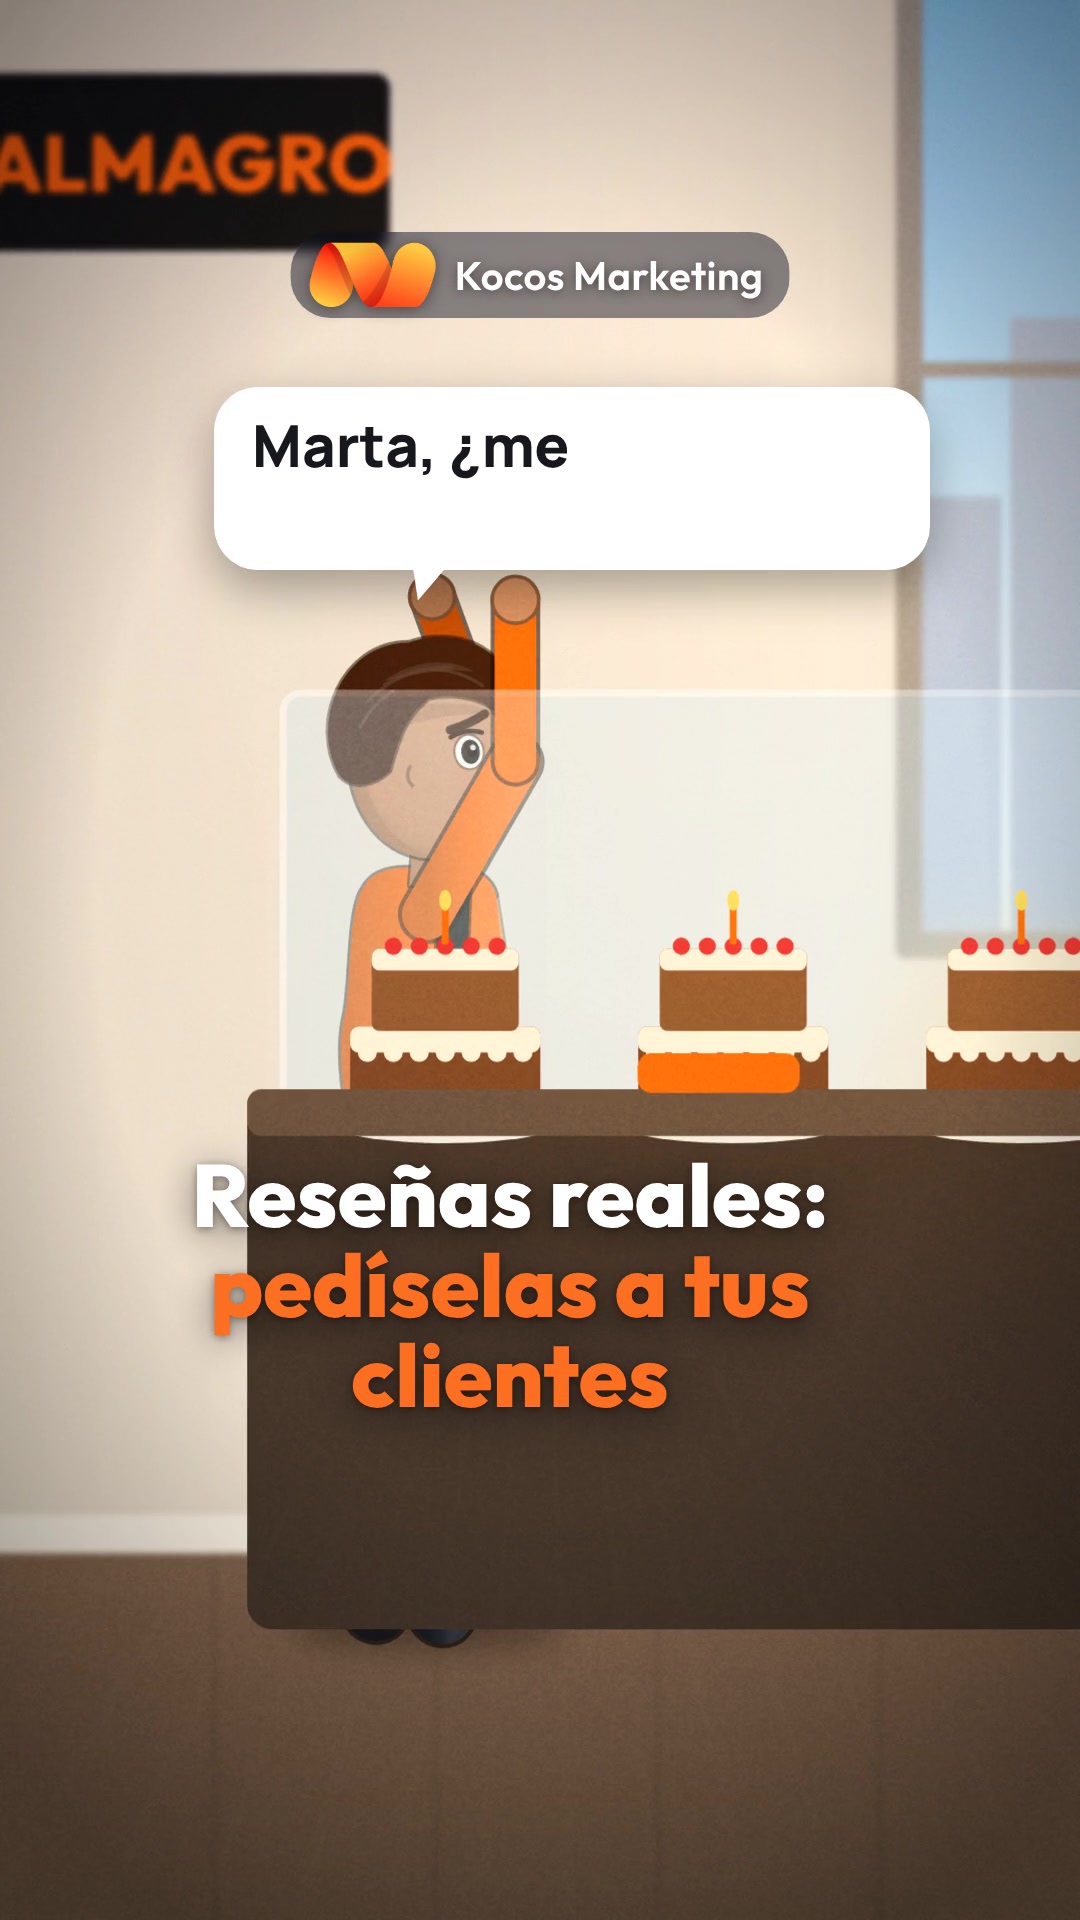 ALMAGRO
Kocos Marketing
Marta, ¿me
Reseñas reales:
pedíselas a tus
clientes